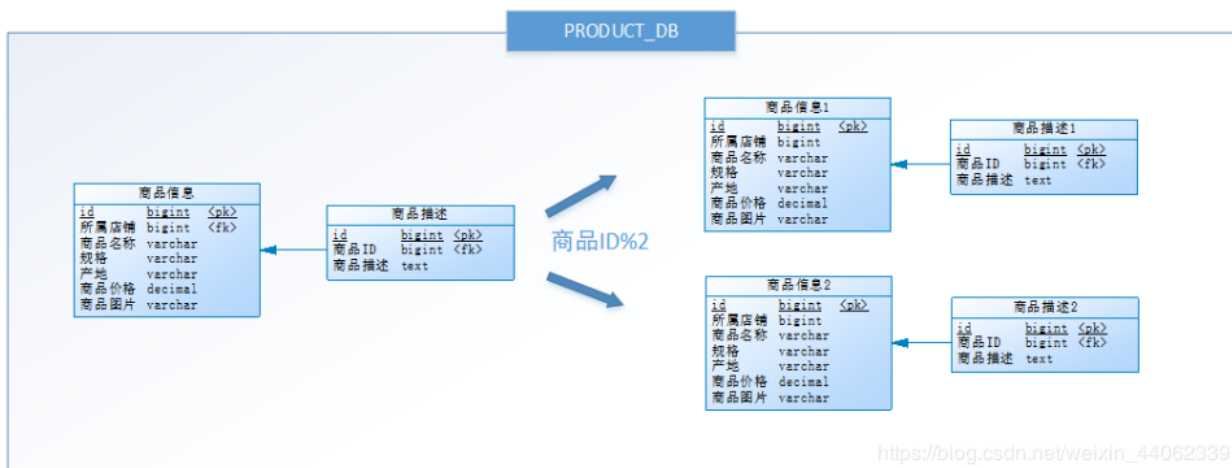 PRODUCT_DB
商品信息
id bigint <pk>
所属店铺 bigint <fk>
商品名称 varchar
规格 varchar
产地 varchar
商品价格 decimal
商品图片 varchar
商品描述
id bigint <pk>
商品ID bigint <fk>
商品描述 text
商品ID%2
商品信息1
id bigint <pk>
所属店铺 bigint
商品名称 varchar
规格 varchar
产地 varchar
商品价格 decimal
商品图片 varchar
商品描述1
id bigint <pk>
商品ID bigint <fk>
商品描述 text
商品信息2
id bigint <pk>
所属店铺 bigint
商品名称 varchar
规格 varchar
产地 varchar
商品价格 decimal
商品图片 varchar
商品描述2
id bigint <pk>
商品ID bigint <fk>
商品描述 text
https://blog.csdn.net/weixin_44062339